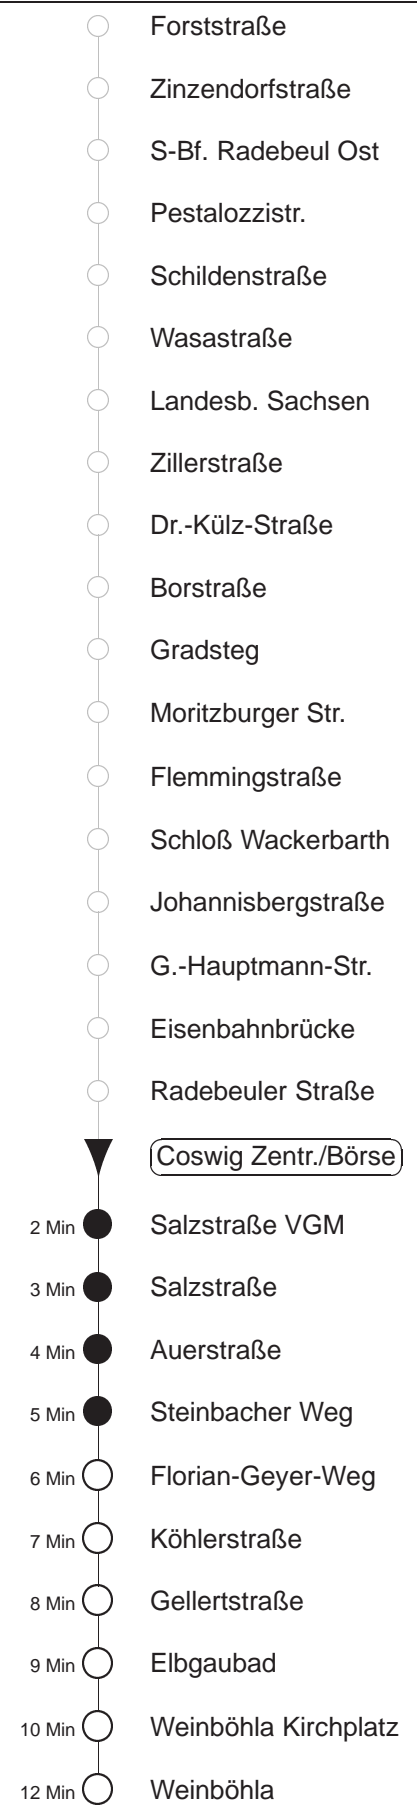 Forststraße
Zinzendorfstraße
S-Bf. Radebeul Ost
Pestalozzistr.
Schildenstraße
Wasastraße
Landesb. Sachsen
Zillerstraße
Dr.-Külz-Straße
Borstraße
Gradsteg
Moritzburger Str.
Flemmingstraße
Schloß Wackerbarth
Johannisbergstraße
G.-Hauptmann-Str.
Eisenbahnbrücke
Radebeuler Straße
Coswig Zentr./Börse
2 Min Salzstraße VGM
3 Min Salzstraße
4 Min Auerstraße
5 Min Steinbacher Weg
6 Min Florian-Geyer-Weg
7 Min Köhlerstraße
8 Min Gellertstraße
9 Min Elbgaubad
10 Min Weinböhla Kirchplatz
12 Min Weinböhla